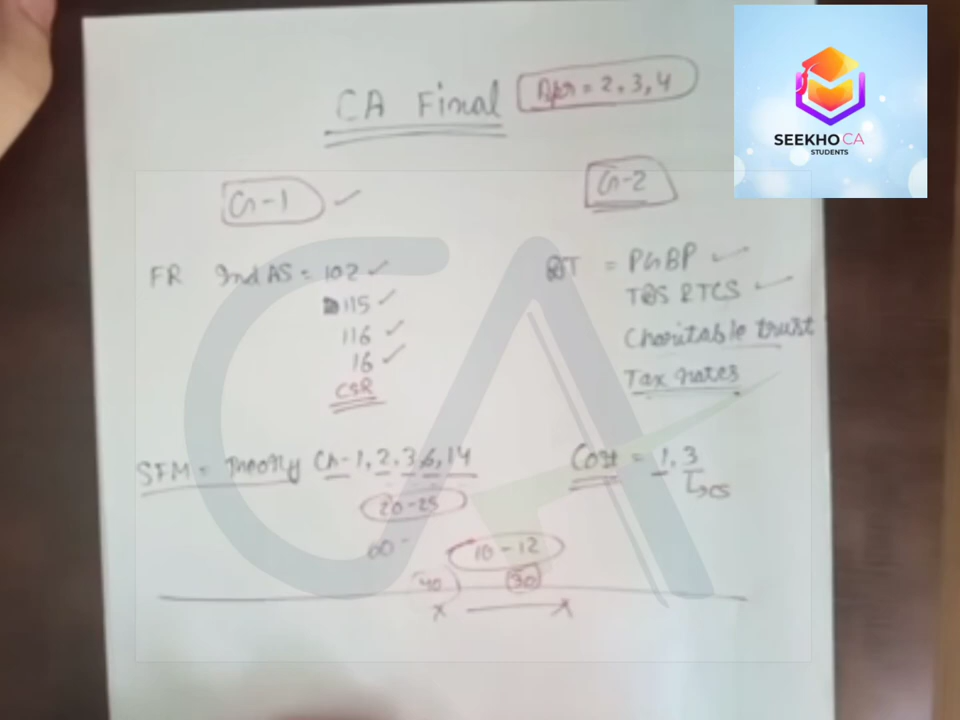 CA Final Apr = 2, 3, 4
SEEKHO CA
STUDENTS
G-1
G-2
FR Ind AS = 102
115
116
16
CSR
DT = PGBP
TDS & TCS
Charitable trust
Tax rates
SFM = Theory Ch-1, 2, 3, 6, 14
20-25
Cost = 1, 3
CS
10-12
40
30
CA